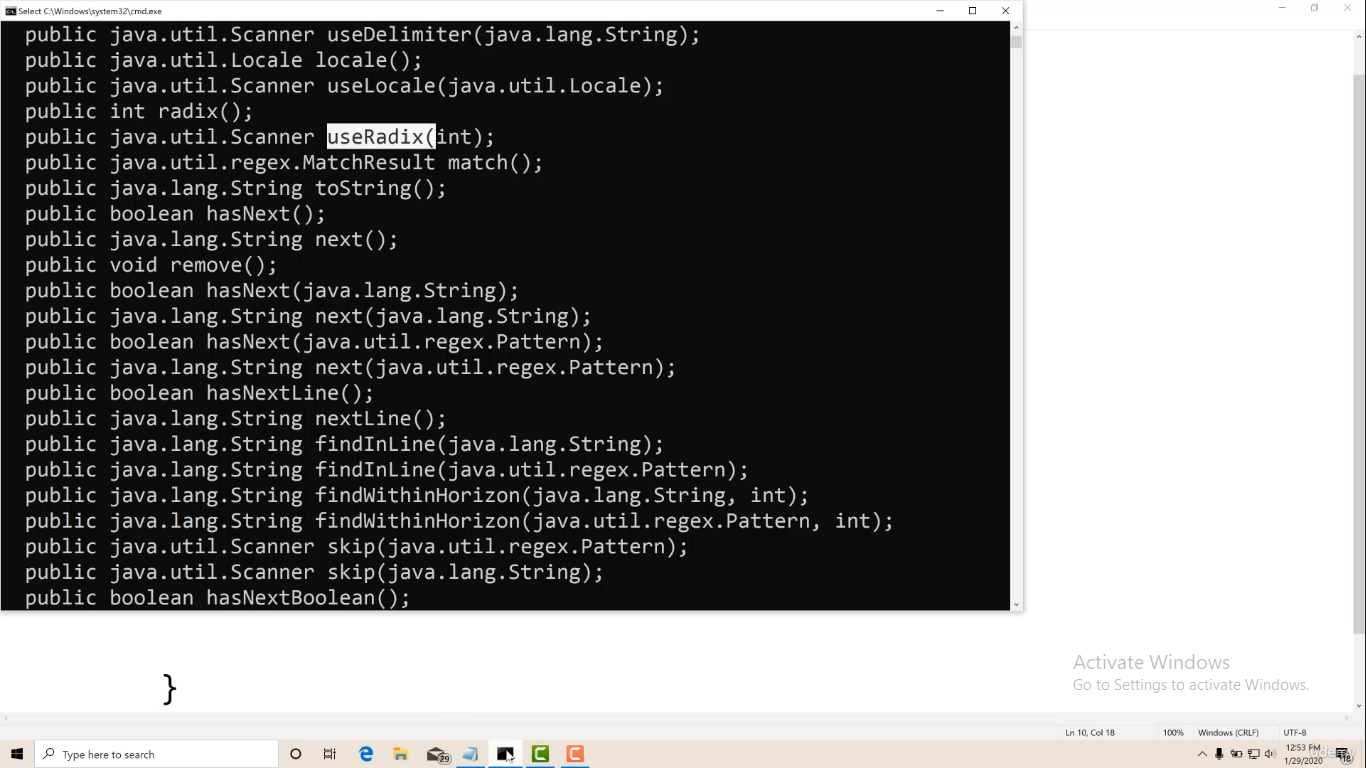 Select C:\Windows\system32\cmd.exe
public java.util.Scanner useDelimiter(java.lang.String);
public java.util.Locale locale();
public java.util.Scanner useLocale(java.util.Locale);
public int radix();
public java.util.Scanner useRadix(int);
public java.util.regex.MatchResult match();
public java.lang.String toString();
public boolean hasNext();
public java.lang.String next();
public void remove();
public boolean hasNext(java.lang.String);
public java.lang.String next(java.lang.String);
public boolean hasNext(java.util.regex.Pattern);
public java.lang.String next(java.util.regex.Pattern);
public boolean hasNextLine();
public java.lang.String nextLine();
public java.lang.String findInLine(java.lang.String);
public java.lang.String findInLine(java.util.regex.Pattern);
public java.lang.String findWithinHorizon(java.lang.String, int);
public java.lang.String findWithinHorizon(java.util.regex.Pattern, int);
public java.util.Scanner skip(java.util.regex.Pattern);
public java.util.Scanner skip(java.lang.String);
public boolean hasNextBoolean();
}
Activate Windows
Go to Settings to activate Windows.
Ln 10, Col 18 100% Windows (CRLF) UTF-8
Type here to search
29
12:53 PM
1/29/2020
18
udemy